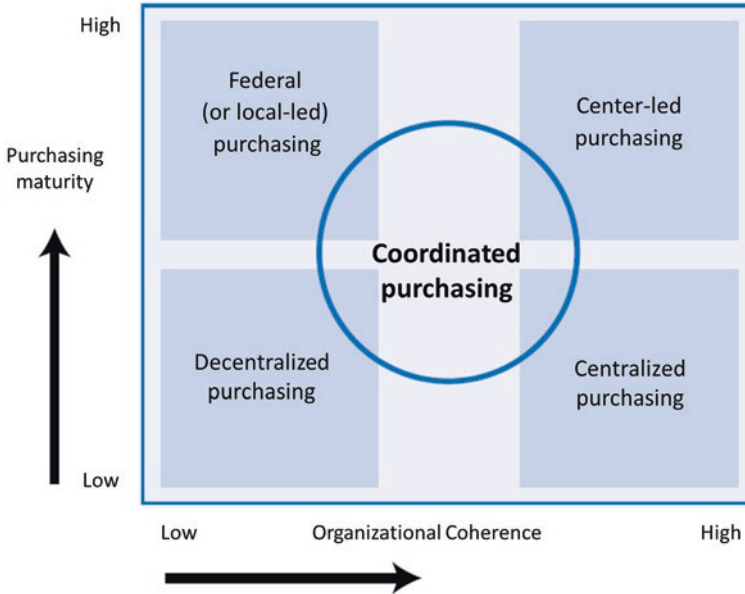 High
Federal
(or local-led)
purchasing
Center-led
purchasing
Purchasing
maturity
Coordinated
purchasing
Decentralized
purchasing
Centralized
purchasing
Low
Low
Organizational Coherence
High